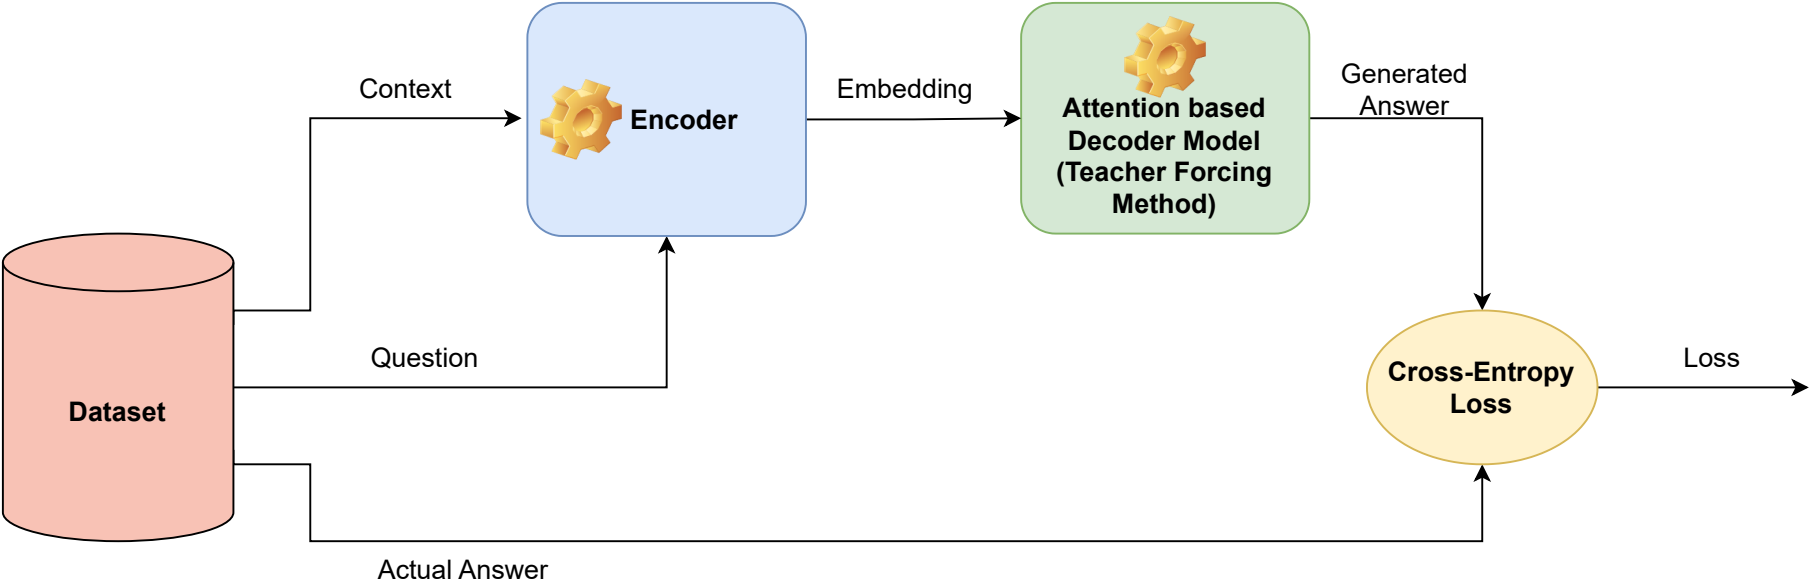 Context
Encoder
Embedding
Attention based
Decoder Model
(Teacher Forcing
Method)
Generated
Answer
Question
Dataset
Cross-Entropy
Loss
Loss
Actual Answer